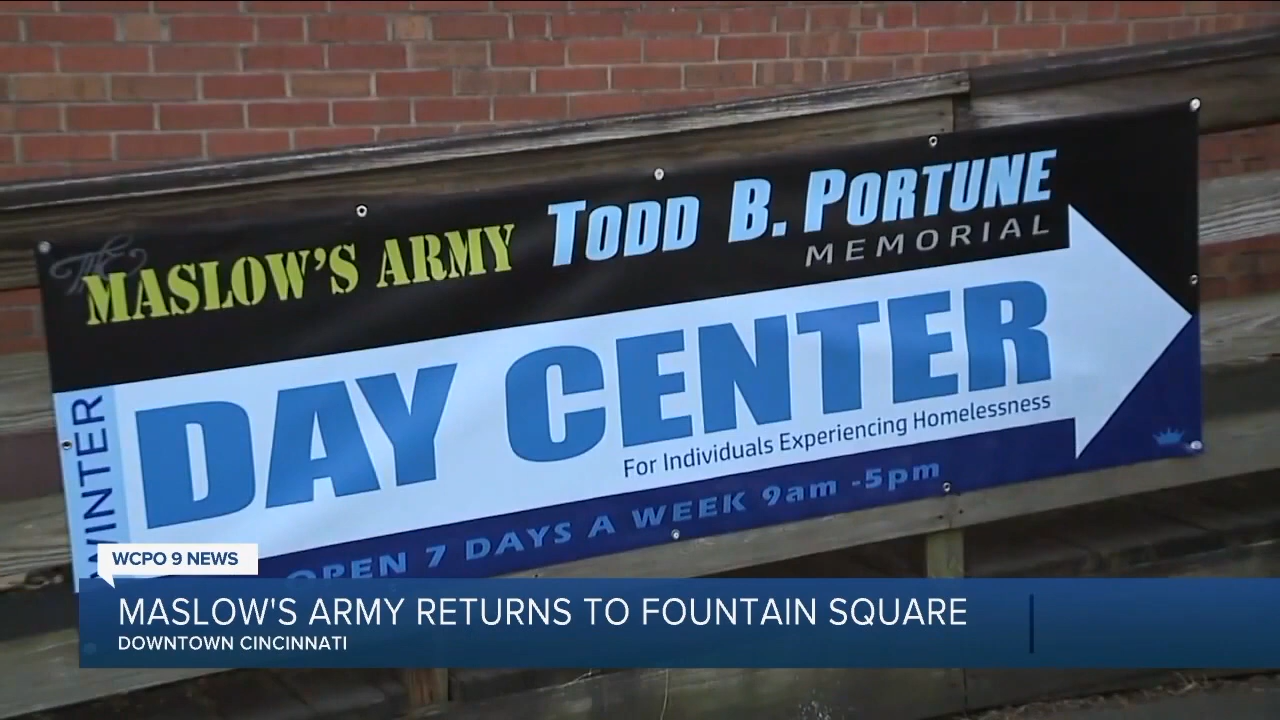 The
MASLOW'S ARMY
TODD B. PORTUNE
MEMORIAL
WINTER
DAY CENTER
For Individuals Experiencing Homelessness
OPEN 7 DAYS A WEEK 9am -5pm
WCPO 9 NEWS
MASLOW'S ARMY RETURNS TO FOUNTAIN SQUARE
DOWNTOWN CINCINNATI